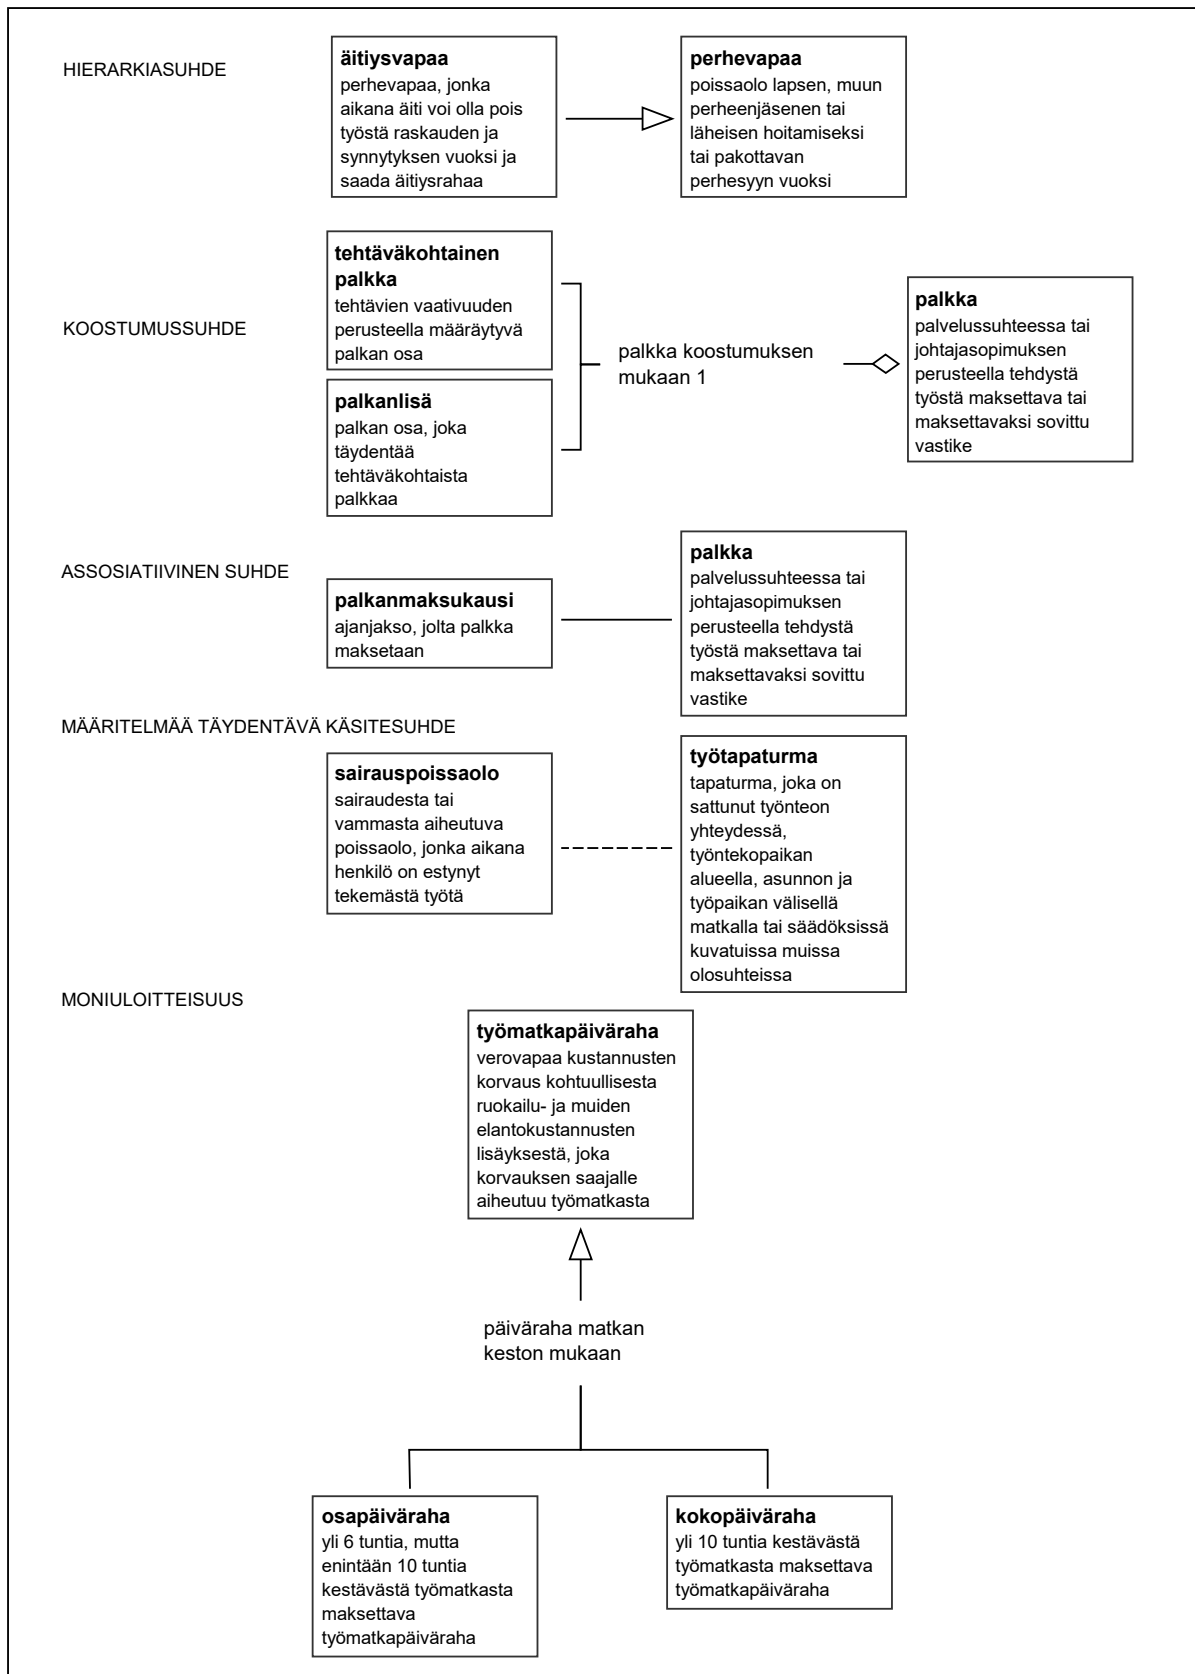 HIERARKIASUHDE
äitiysvapaa
perhevapaa, jonka
aikana äiti voi olla pois
työstä raskauden ja
synnytyksen vuoksi ja
saada äitiysrahaa
perhevapaa
poissaolo lapsen, muun
perheenjäsenen tai
läheisen hoitamiseksi
tai pakottavan
perhesyyn vuoksi
KOOSTUMUSSUHDE
tehtäväkohtainen
palkka
tehtävien vaativuuden
perusteella määräytyvä
palkan osa
palkanlisä
palkan osa, joka
täydentää
tehtäväkohtaista
palkkaa
palkka koostumuksen
mukaan 1
palkka
palvelussuhteessa tai
johtajasopimuksen
perusteella tehdystä
työstä maksettava tai
maksettavaksi sovittu
vastike
ASSOSIATIIVINEN SUHDE
palkanmaksukausi
ajanjakso, jolta palkka
maksetaan
palkka
palvelussuhteessa tai
johtajasopimuksen
perusteella tehdystä
työstä maksettava tai
maksettavaksi sovittu
vastike
MÄÄRITELMÄÄ TÄYDENTÄVÄ KÄSITESUHDE
sairauspoissaolo
sairaudesta tai
vammasta aiheutuva
poissaolo, jonka aikana
henkilö on estynyt
tekemästä työtä
työtapaturma
tapaturma, joka on
sattunut työnteon
yhteydessä,
työntekopaikan
alueella, asunnon ja
työpaikan välisellä
matkalla tai säädöksissä
kuvatuissa muissa
olosuhteissa
MONIULOITTEISUUS
työmatkapäiväraha
verovapaa kustannusten
korvaus kohtuullisesta
ruokailu- ja muiden
elantokustannusten
lisäyksestä, joka
korvauksen saajalle
aiheutuu työmatkasta
päiväraha matkan
keston mukaan
osapäiväraha
yli 6 tuntia, mutta
enintään 10 tuntia
kestävästä työmatkasta
maksettava
työmatkapäiväraha
kokopäiväraha
yli 10 tuntia kestävästä
työmatkasta maksettava
työmatkapäiväraha